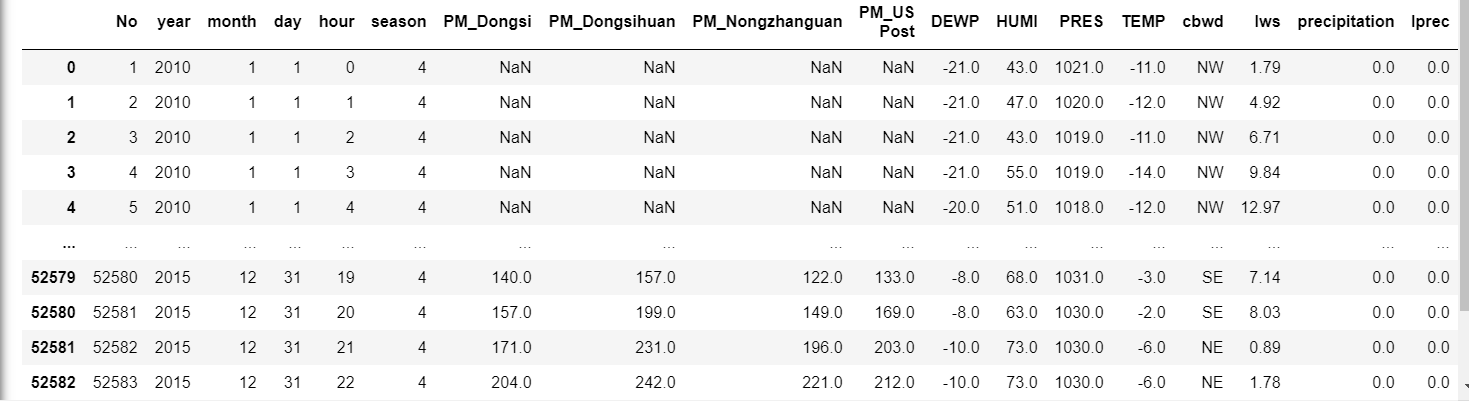 No year month day hour season PM_Dongsi PM_Dongsihuan PM_Nongzhanguan PM_US Post DEWP HUMI PRES TEMP cbwd Iws precipitation Iprec
0 1 2010 1 1 0 4 NaN NaN NaN NaN -21.0 43.0 1021.0 -11.0 NW 1.79 0.0 0.0
1 2 2010 1 1 1 4 NaN NaN NaN NaN -21.0 47.0 1020.0 -12.0 NW 4.92 0.0 0.0
2 3 2010 1 1 2 4 NaN NaN NaN NaN -21.0 43.0 1019.0 -11.0 NW 6.71 0.0 0.0
3 4 2010 1 1 3 4 NaN NaN NaN NaN -21.0 55.0 1019.0 -14.0 NW 9.84 0.0 0.0
4 5 2010 1 1 4 4 NaN NaN NaN NaN -20.0 51.0 1018.0 -12.0 NW 12.97 0.0 0.0
... ... ... ... ... ... ... ... ... ... ... ... ... ... ... ... ... ... ...
52579 52580 2015 12 31 19 4 140.0 157.0 122.0 133.0 -8.0 68.0 1031.0 -3.0 SE 7.14 0.0 0.0
52580 52581 2015 12 31 20 4 157.0 199.0 149.0 169.0 -8.0 63.0 1030.0 -2.0 SE 8.03 0.0 0.0
52581 52582 2015 12 31 21 4 171.0 231.0 196.0 203.0 -10.0 73.0 1030.0 -6.0 NE 0.89 0.0 0.0
52582 52583 2015 12 31 22 4 204.0 242.0 221.0 212.0 -10.0 73.0 1030.0 -6.0 NE 1.78 0.0 0.0